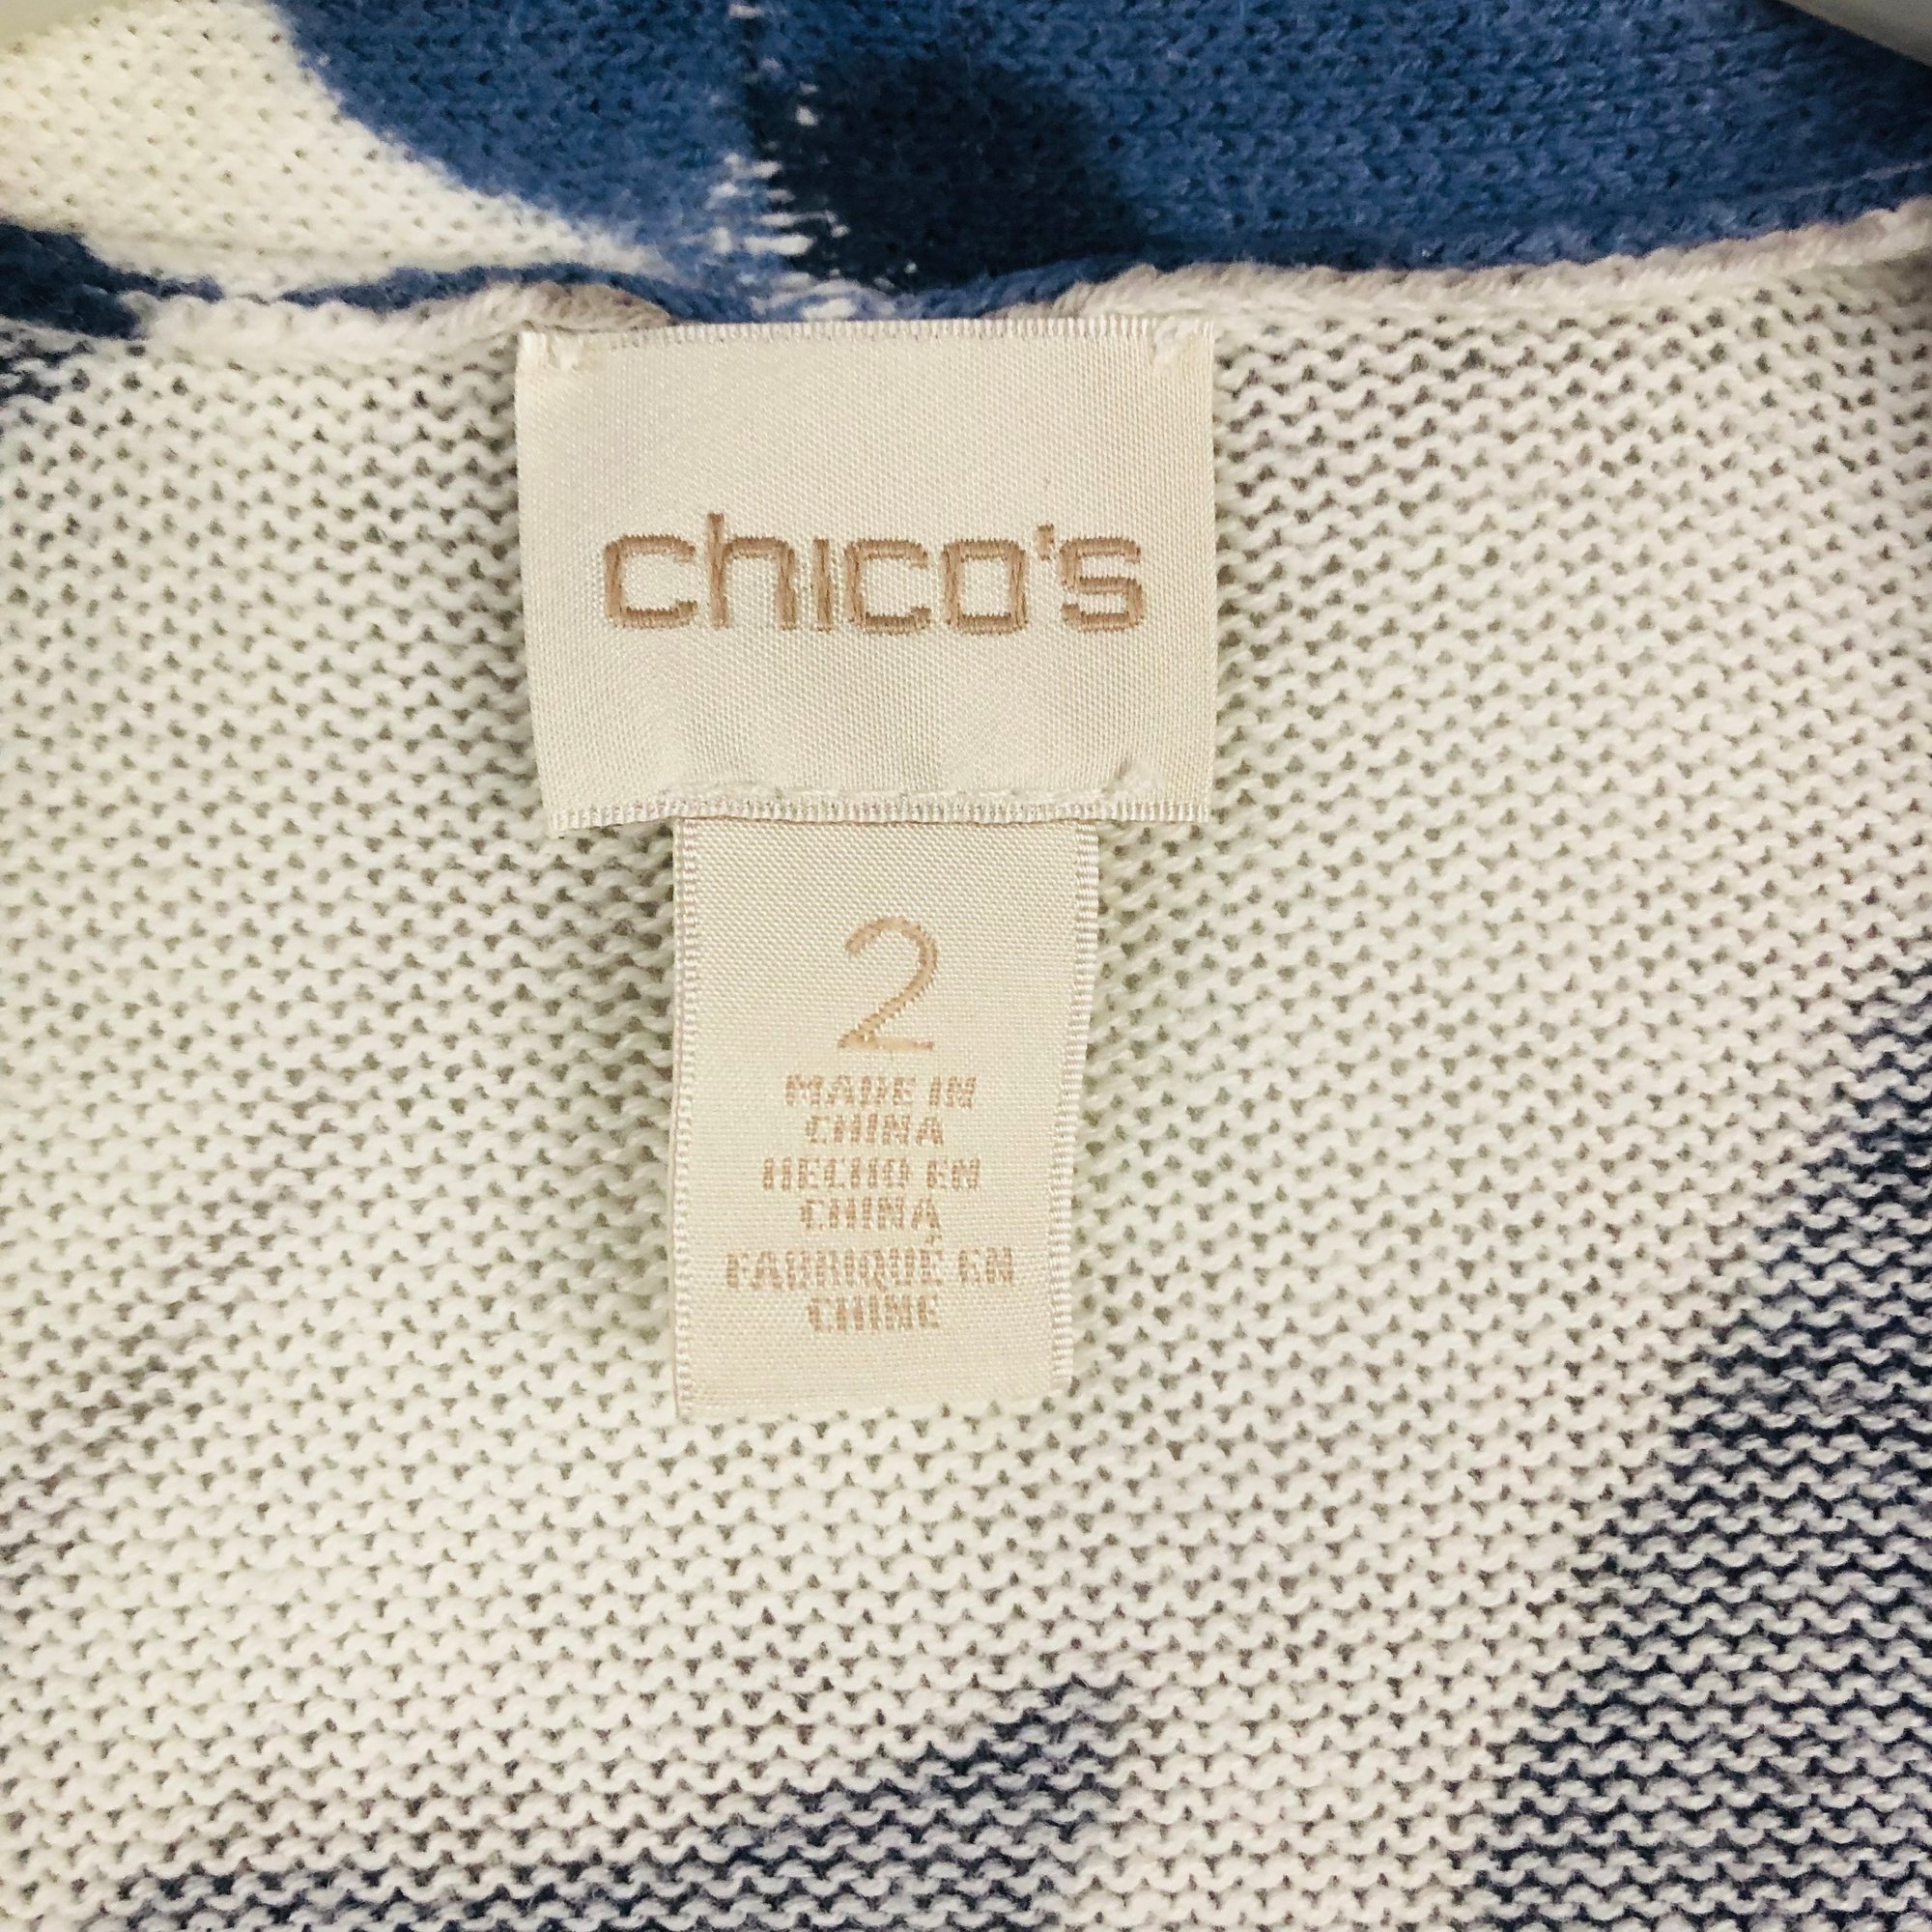 chico's
2
MADE IN
CHINA
HECHO EN
CHINA
FABRIQUÉ EN
CHINE